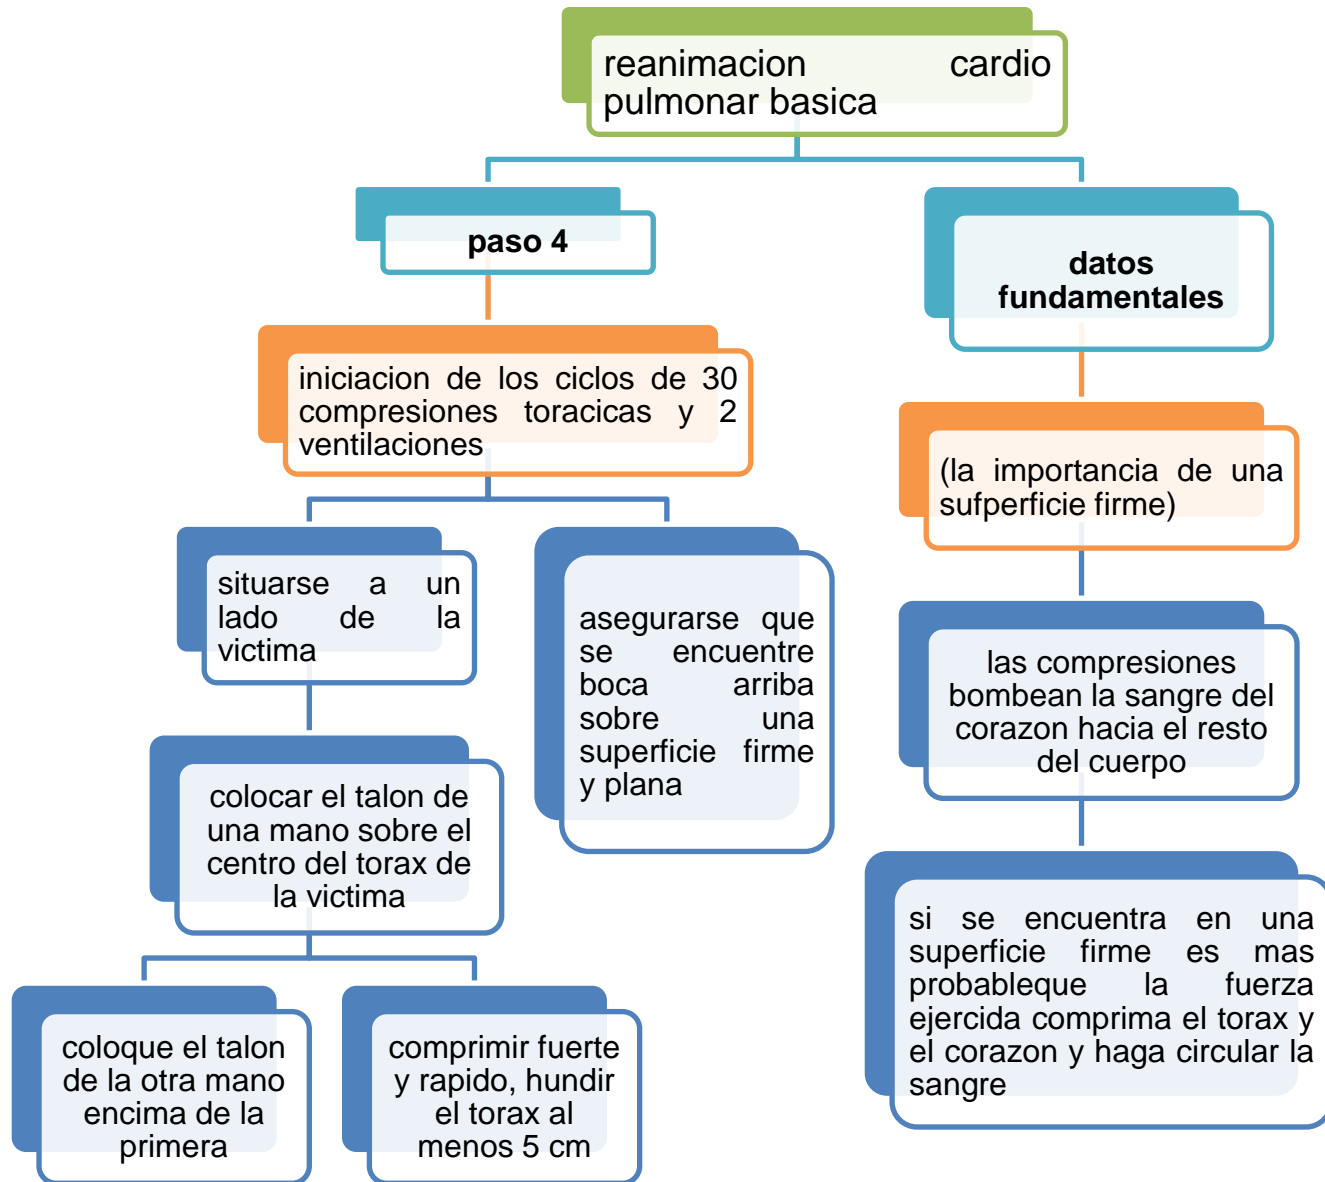 reanimacion cardio
pulmonar basica
paso 4
datos
fundamentales
iniciacion de los ciclos de 30
compresiones toracicas y 2
ventilaciones
(la importancia de una
sufperficie firme)
situarse a un
lado de la
victima
asegurarse que
se encuentre
boca arriba
sobre una
superficie firme
y plana
las compresiones
bombean la sangre del
corazon hacia el resto
del cuerpo
colocar el talon de
una mano sobre el
centro del torax de
la victima
si se encuentra en una
superficie firme es mas
probableque la fuerza
ejercida comprima el torax y
el corazon y haga circular la
sangre
coloque el talon
de la otra mano
encima de la
primera
comprimir fuerte
y rapido, hundir
el torax al
menos 5 cm